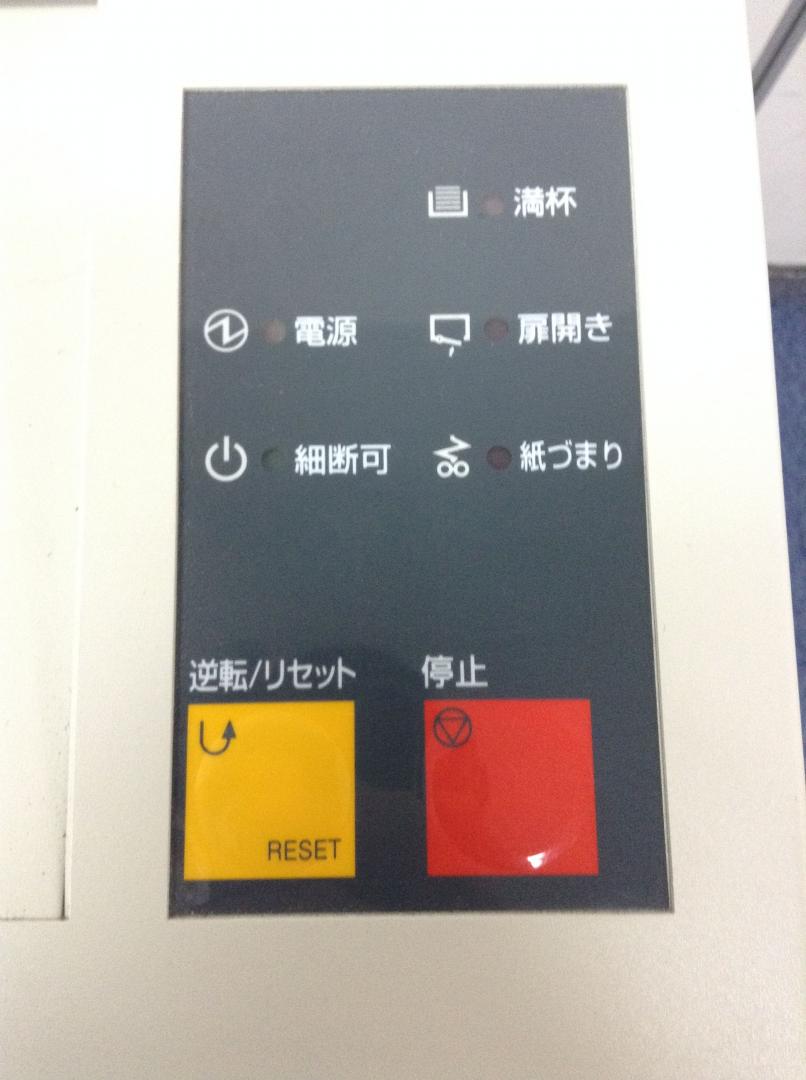 満杯
電源
扉開き
細断可
紙づまり
逆転/リセット
停止
RESET